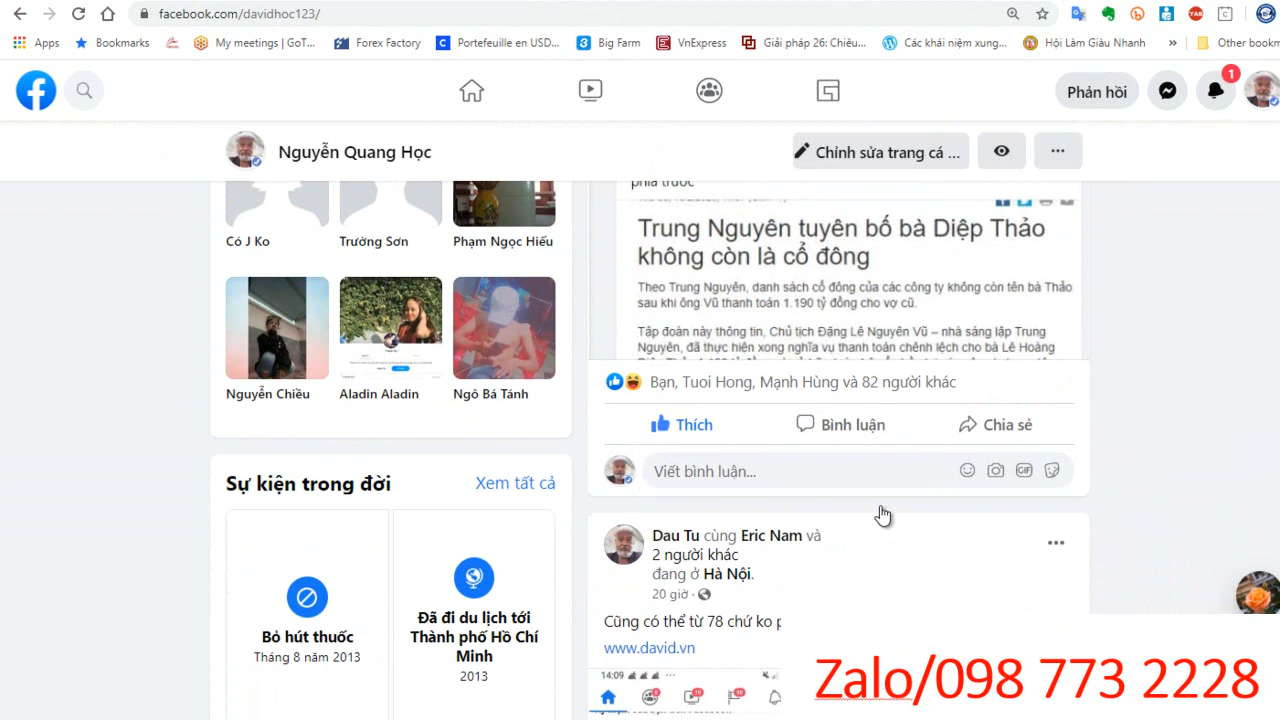 facebook.com/davidhoc123/
Apps
Bookmarks
My meetings | GoT...
Forex Factory
Portefeuille en USD...
Big Farm
VnExpress
Giải pháp 26: Chiêu...
Các khái niệm xung...
Hội Làm Giàu Nhanh
»
Other bookm
Phản hồi
1
Nguyễn Quang Học
Chỉnh sửa trang cá ...
phía trước
Có J Ko
Trường Sơn
Phạm Ngọc Hiếu
Nguyễn Chiều
Aladin Aladin
Ngô Bá Tánh
Sự kiện trong đời
Xem tất cả
Bỏ hút thuốc
Tháng 8 năm 2013
Đã đi du lịch tới
Thành phố Hồ Chí
Minh
2013
Trung Nguyên tuyên bố bà Diệp Thảo
không còn là cổ đông
Theo Trung Nguyên, danh sách cổ đông của các công ty không còn tên bà Thảo
sau khi ông Vũ thanh toán 1.190 tỷ đồng cho vợ cũ.
Tập đoàn này thông tin, Chủ tịch Đặng Lê Nguyên Vũ – nhà sáng lập Trung
Nguyên, đã thực hiện xong nghĩa vụ thanh toán chênh lệch cho bà Lê Hoàng
Bạn, Tuoi Hong, Mạnh Hùng và 82 người khác
Thích
Bình luận
Chia sẻ
Viết bình luận...
GIF
Dau Tu cùng Eric Nam và
2 người khác
đang ở Hà Nội.
20 giờ ·
Cũng có thể từ 78 chứ ko p
www.david.vn
14:09
Zalo/098 773 2228